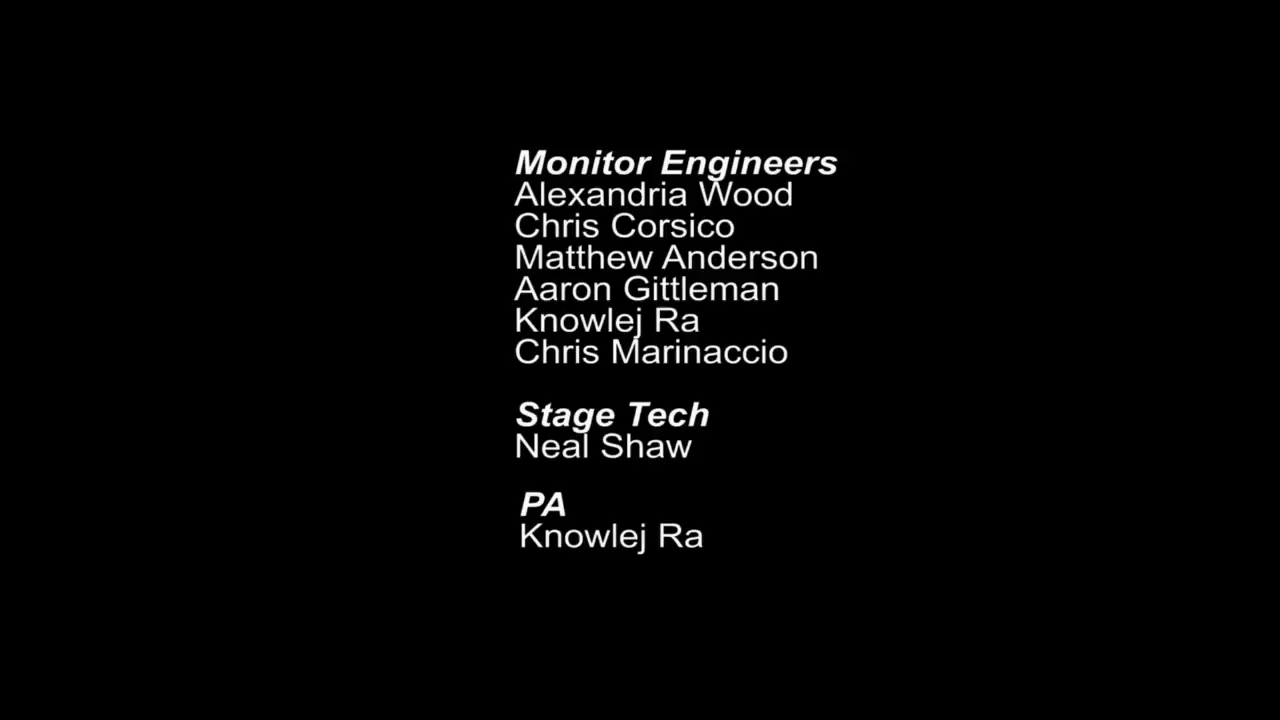 Monitor Engineers
Alexandria Wood
Chris Corsico
Matthew Anderson
Aaron Gittleman
Knowlej Ra
Chris Marinaccio
Stage Tech
Neal Shaw
PA
Knowlej Ra